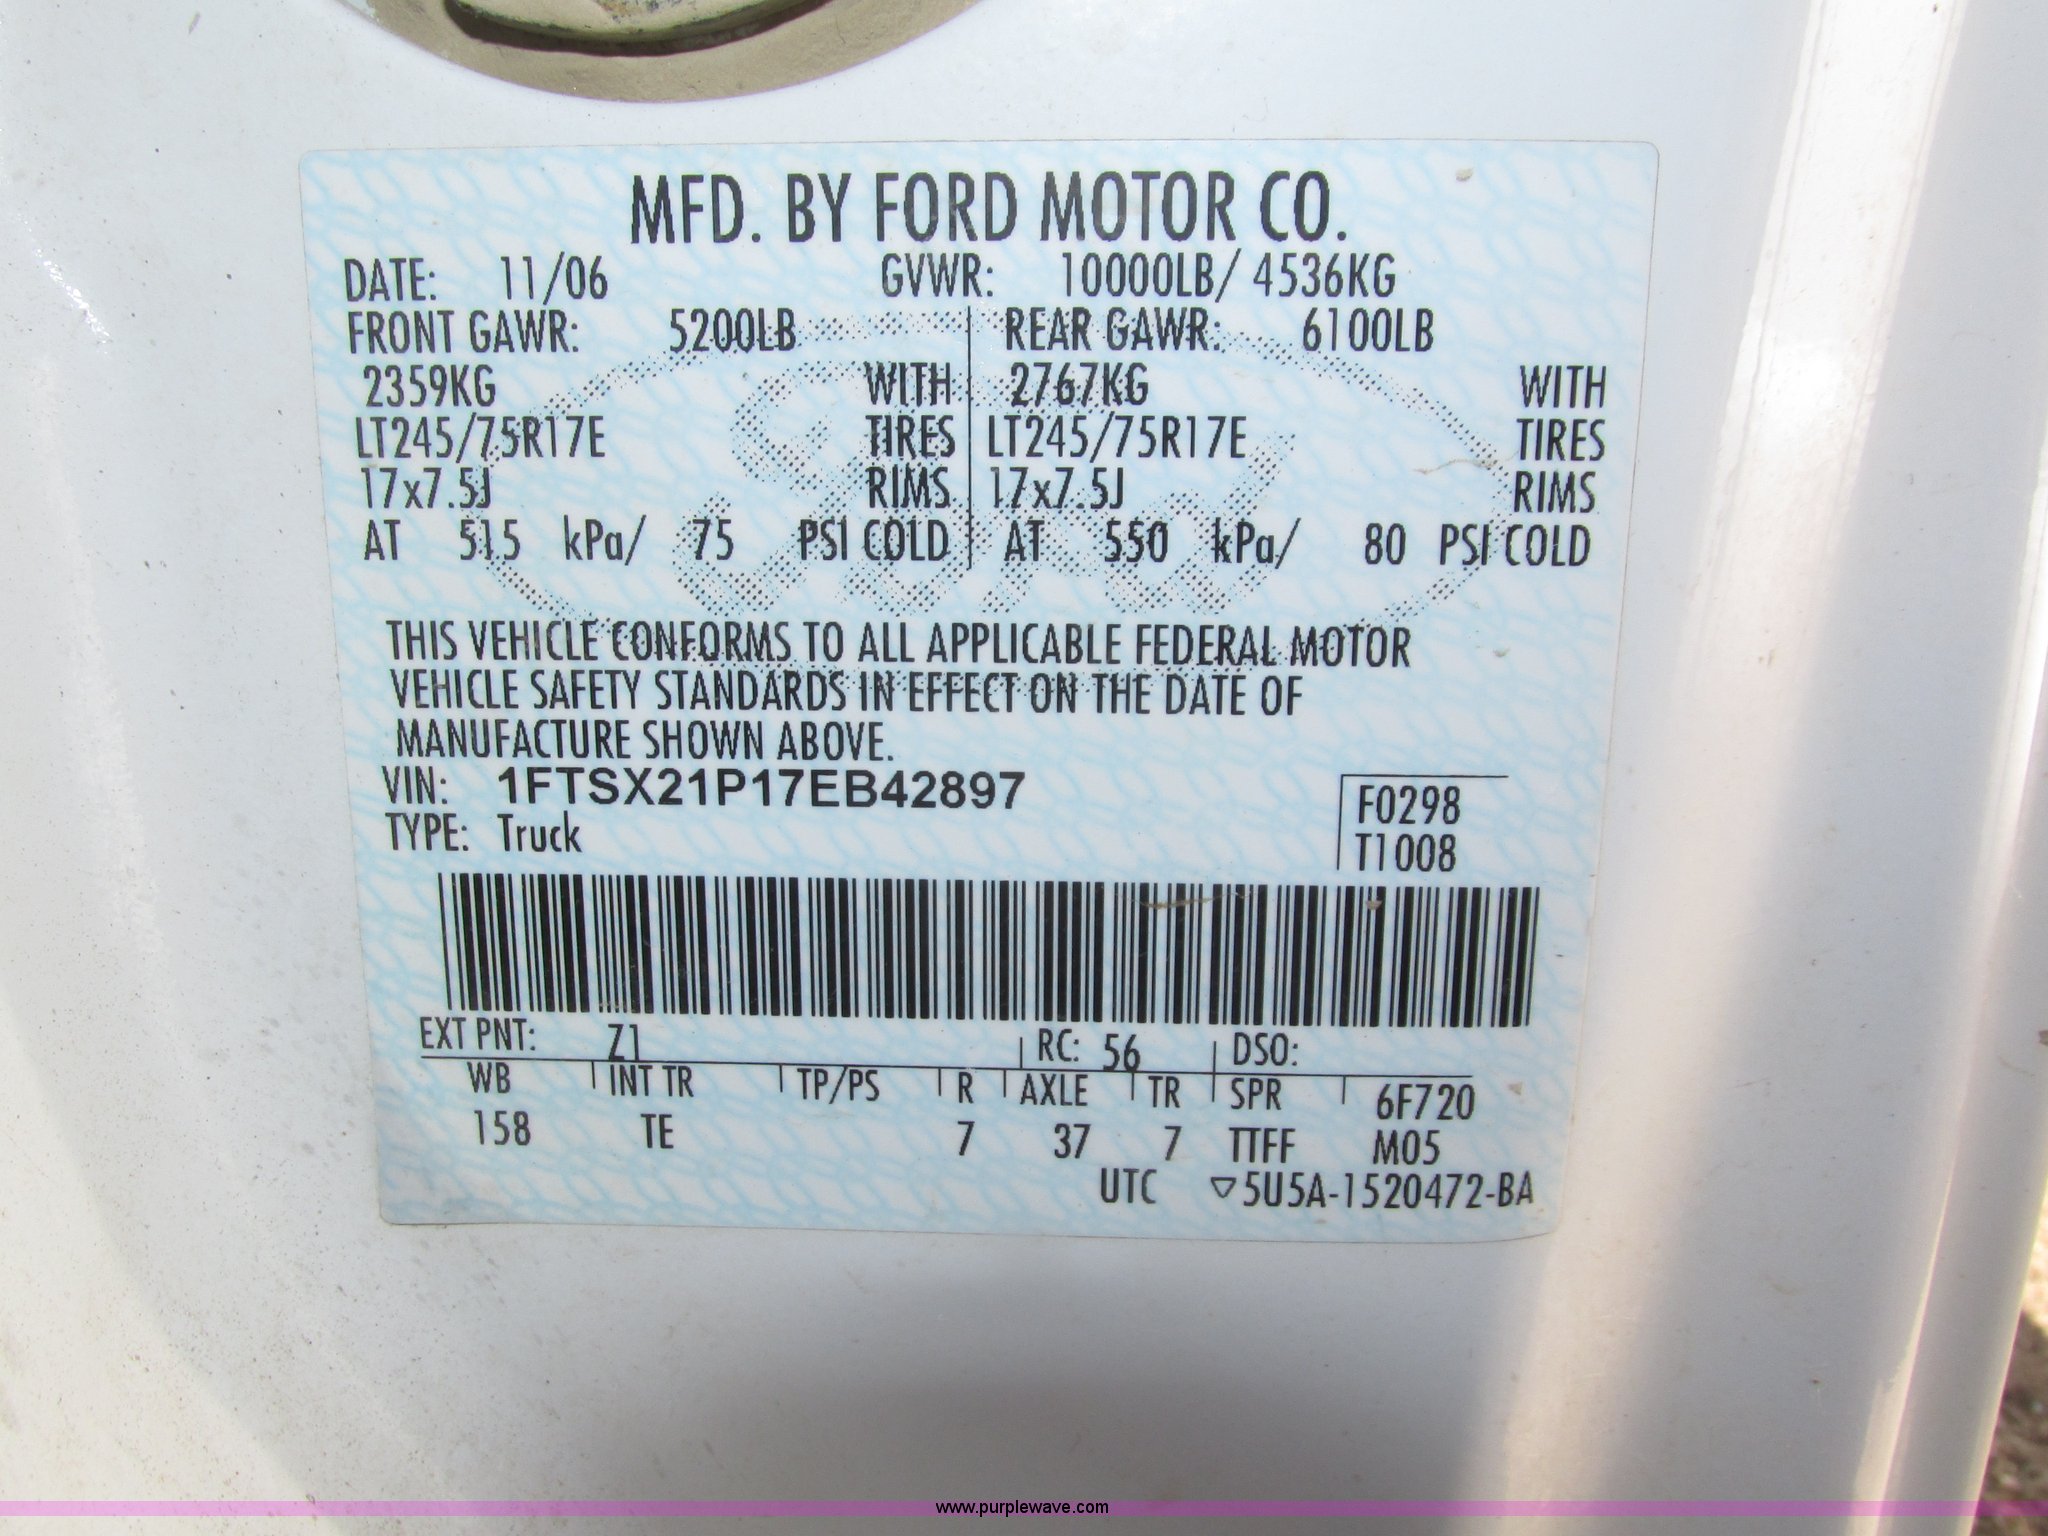 MFD. BY FORD MOTOR CO.
DATE: 11/06 GVWR: 10000LB/ 4536KG
FRONT GAWR: 5200LB REAR GAWR: 6100LB
2359KG WITH 2767KG WITH
LT245/75R17E TIRES LT245/75R17E TIRES
17x7.5J RIMS 17x7.5J RIMS
AT 515 kPa/ 75 PSI COLD AT 550 kPa/ 80 PSI COLD
Ford
THIS VEHICLE CONFORMS TO ALL APPLICABLE FEDERAL MOTOR
VEHICLE SAFETY STANDARDS IN EFFECT ON THE DATE OF
MANUFACTURE SHOWN ABOVE.
VIN: 1FTSX21P17EB42897 F0298
TYPE: Truck T1008
EXT PNT: Z1 RC: 56 DSO:
WB INT TR TP/PS R AXLE TR SPR 6F720
158 TE 7 37 7 TTFF M05
UTC ▽5U5A-1520472-BA
www.purplewave.com